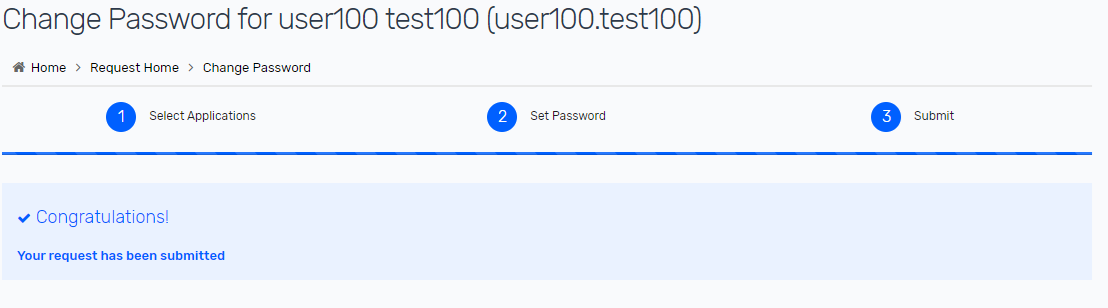 Change Password for user100 test100 (user100.test100)
Home > Request Home > Change Password
1 Select Applications 2 Set Password 3 Submit
Congratulations!
Your request has been submitted